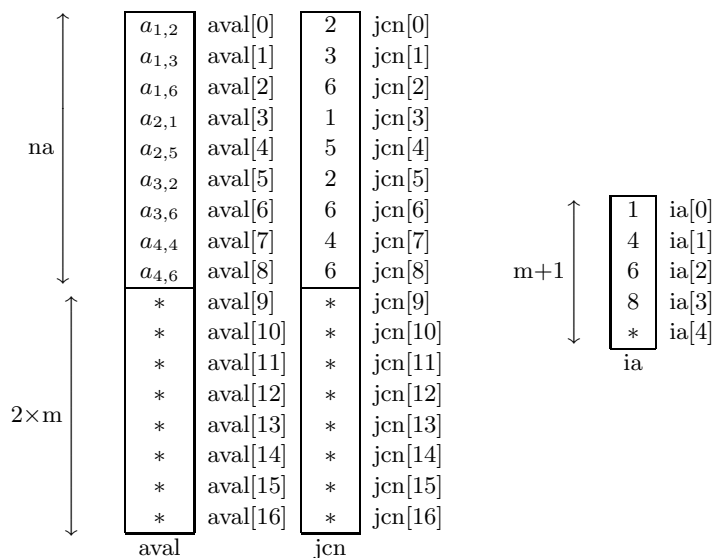 a1,2 aval[0] 2 jcn[0]
a1,3 aval[1] 3 jcn[1]
a1,6 aval[2] 6 jcn[2]
a2,1 aval[3] 1 jcn[3]
na a2,5 aval[4] 5 jcn[4]
a3,2 aval[5] 2 jcn[5]
a3,6 aval[6] 6 jcn[6] 1 ia[0]
a4,4 aval[7] 4 jcn[7] 4 ia[1]
a4,6 aval[8] 6 jcn[8] m+1 6 ia[2]
* aval[9] * jcn[9] 8 ia[3]
* aval[10] * jcn[10] * ia[4]
* aval[11] * jcn[11] ia
* aval[12] * jcn[12]
2×m * aval[13] * jcn[13]
* aval[14] * jcn[14]
* aval[15] * jcn[15]
* aval[16] * jcn[16]
aval jcn